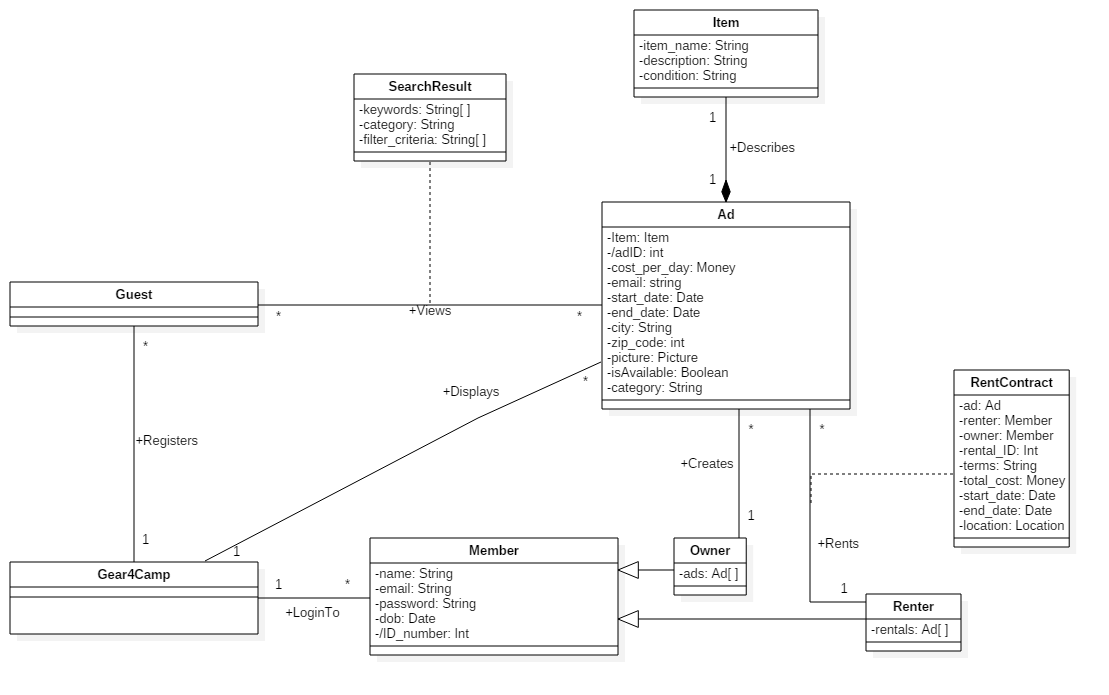 Item
-item_name: String
-description: String
-condition: String
SearchResult
-keywords: String[ ]
-category: String
-filter_criteria: String[ ]
1
+Describes
1
Ad
-Item: Item
-/adID: int
-cost_per_day: Money
-email: string
-start_date: Date
-end_date: Date
-city: String
-zip_code: int
-picture: Picture
-isAvailable: Boolean
-category: String
Guest
*
+Views
*
*
+Registers
1
+Displays
*
1
RentContract
-ad: Ad
-renter: Member
-owner: Member
-rental_ID: Int
-terms: String
-total_cost: Money
-start_date: Date
-end_date: Date
-location: Location
*
+Creates
1
*
+Rents
1
Gear4Camp
1
*
+LoginTo
Member
-name: String
-email: String
-password: String
-dob: Date
-/ID_number: Int
Owner
-ads: Ad[ ]
Renter
-rentals: Ad[ ]